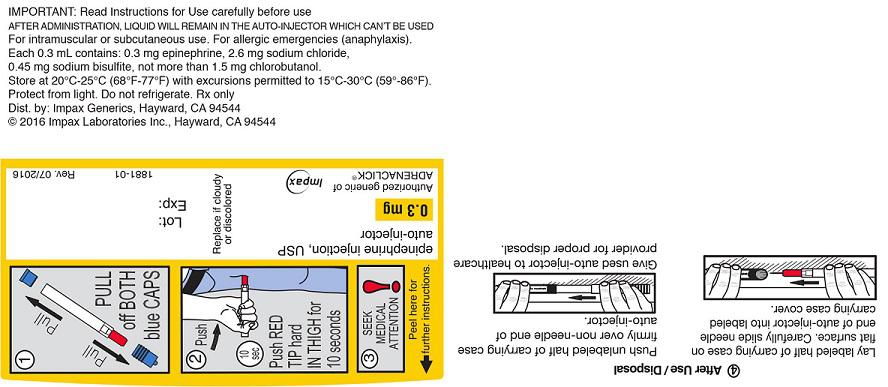 IMPORTANT: Read Instructions for Use carefully before use
AFTER ADMINISTRATION, LIQUID WILL REMAIN IN THE AUTO-INJECTOR WHICH CAN'T BE USED
For intramuscular or subcutaneous use. For allergic emergencies (anaphylaxis).
Each 0.3 mL contains: 0.3 mg epinephrine, 2.6 mg sodium chloride,
0.45 mg sodium bisulfite, not more than 1.5 mg chlorobutanol.
Store at 20°C-25°C (68°F-77°F) with excursions permitted to 15°C-30°C (59°-86°F).
Protect from light. Do not refrigerate. Rx only
Dist. by: Impax Generics, Hayward, CA 94544
© 2016 Impax Laboratories Inc., Hayward, CA 94544
epinephrine injection, USP
auto-injector
0.3 mg
Authorized generic of
ADRENACLICK®
impax
Replace if cloudy
or discolored
Lot:
Exp:
1881-01
Rev. 07/2016
1
Pull
Pull
PULL
off BOTH
blue CAPS
2
Push
10
sec
Push RED
TIP hard
IN THIGH for
10 seconds
3
SEEK
MEDICAL
ATTENTION
Peel here for
further instructions.
4 After Use / Disposal
Lay labeled half of carrying case on
flat surface. Carefully slide needle
end of auto-injector into labeled
carrying case cover.
Push unlabeled half of carrying case
firmly over non-needle end of
auto-injector.
Give used auto-injector to healthcare
provider for proper disposal.